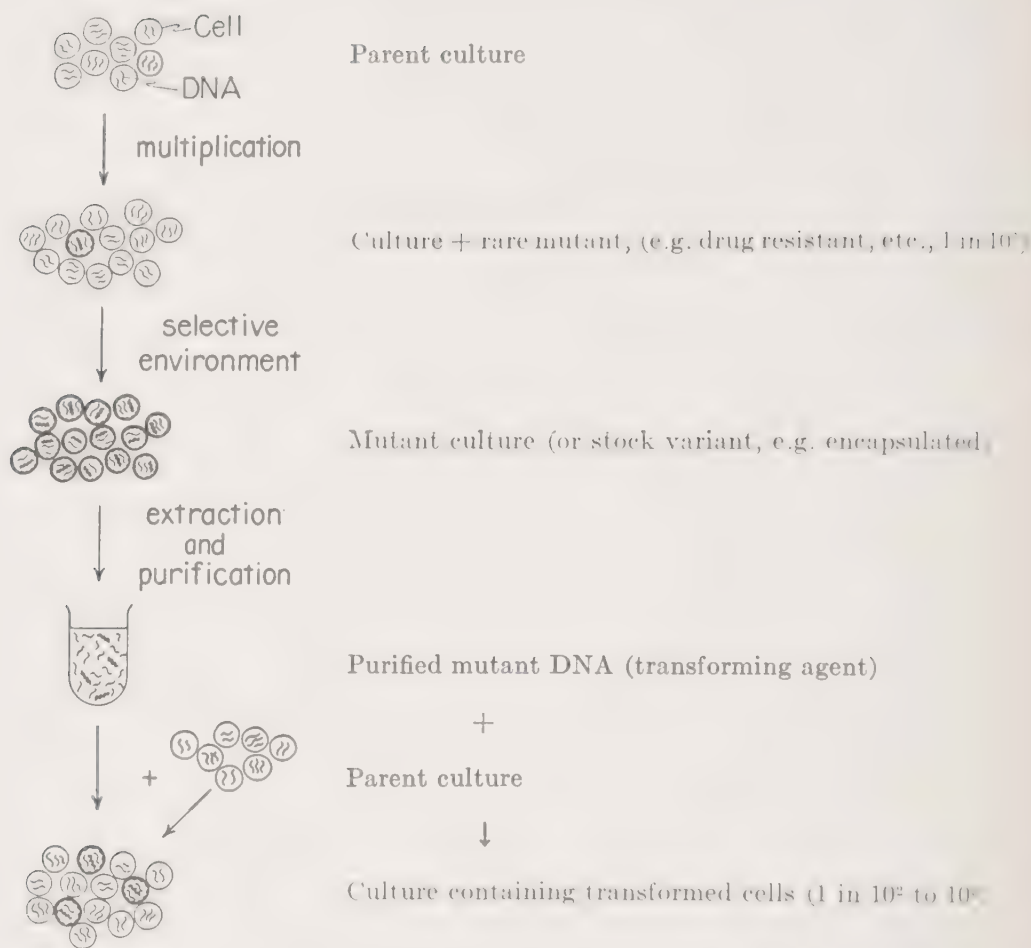 Cell
Parent culture
DNA
multiplication
Culture + rare mutant, (e.g. drug resistant, etc., 1 in
selective
environment
Mutant culture (or stock variant, e.g. encapsulated
extraction
and
purification
Purified mutant DNA (transforming agent)
+
+
Parent culture
↓
Culture containing transformed cells (1 in 10² to